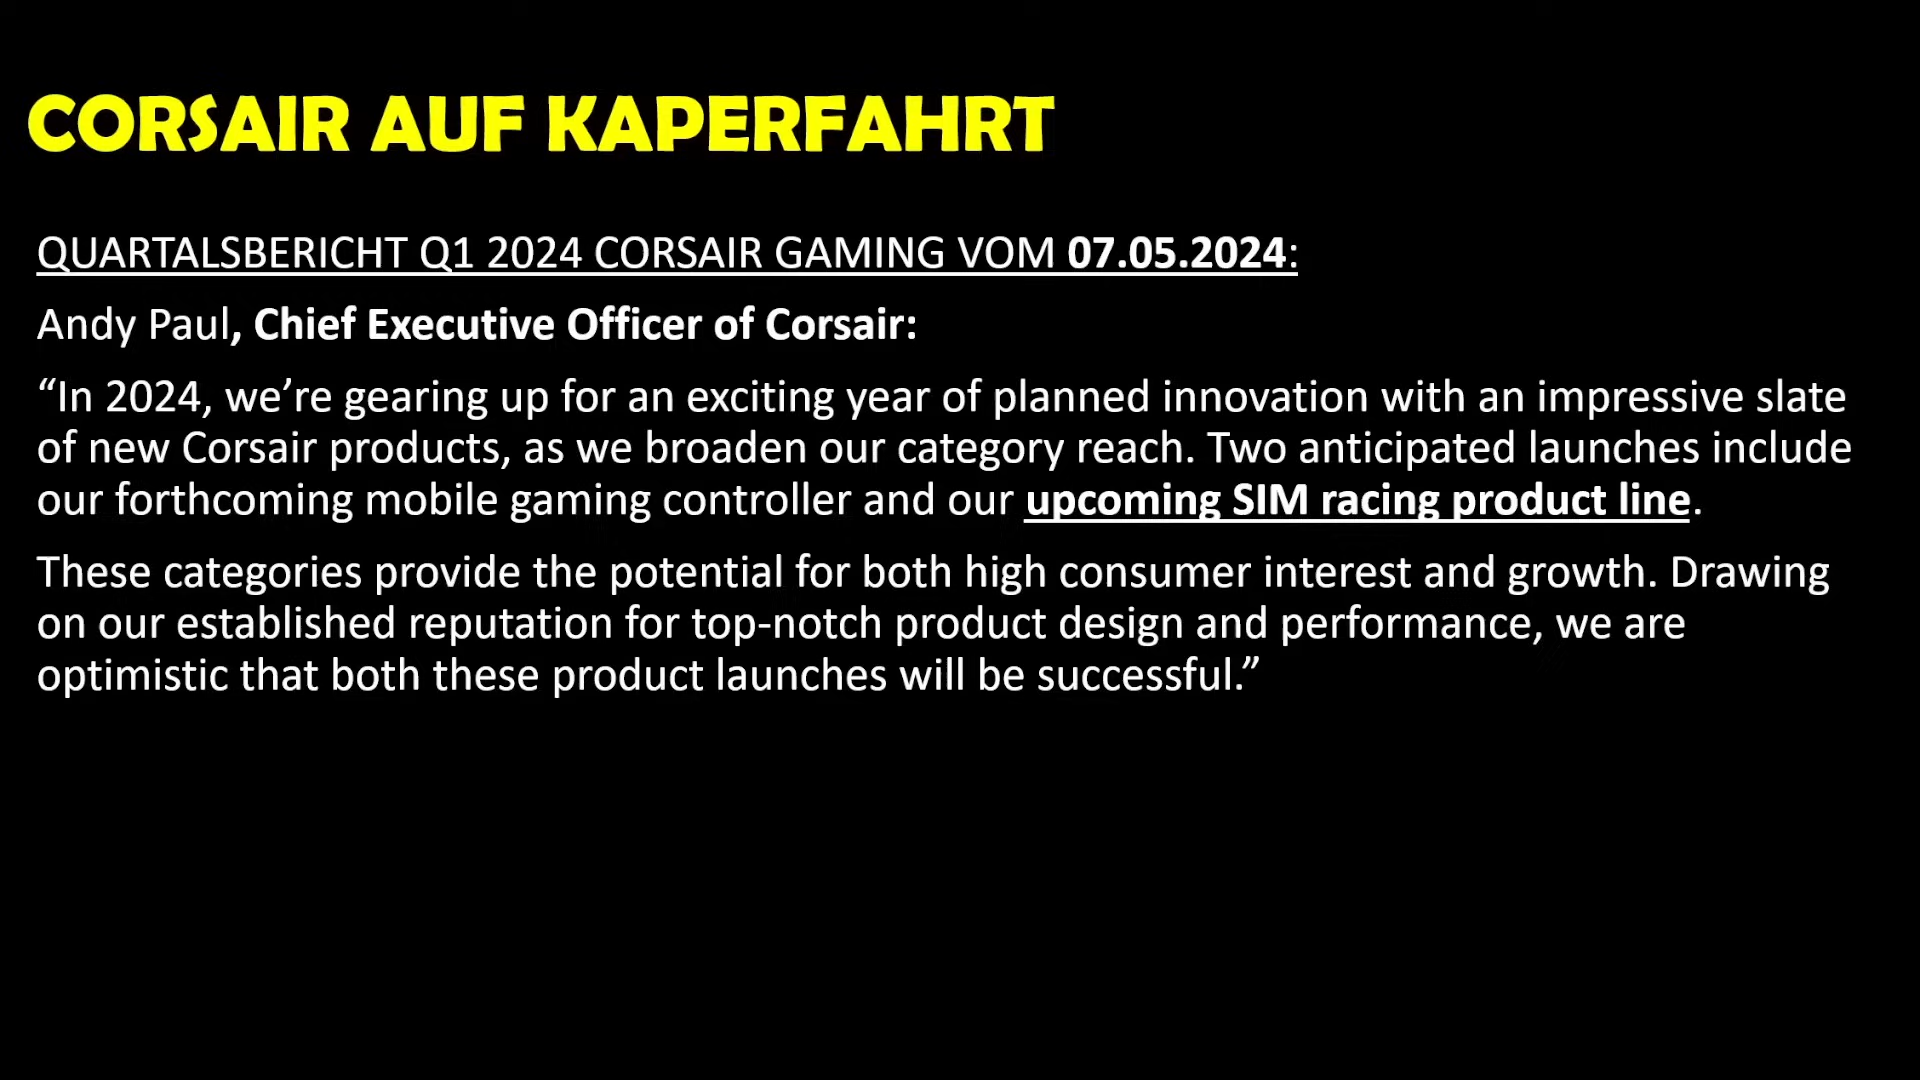 CORSAIR AUF KAPERFAHRT
QUARTALSBERICHT Q1 2024 CORSAIR GAMING VOM 07.05.2024:
Andy Paul, Chief Executive Officer of Corsair:
“In 2024, we’re gearing up for an exciting year of planned innovation with an impressive slate
of new Corsair products, as we broaden our category reach. Two anticipated launches include
our forthcoming mobile gaming controller and our upcoming SIM racing product line.
These categories provide the potential for both high consumer interest and growth. Drawing
on our established reputation for top-notch product design and performance, we are
optimistic that both these product launches will be successful.”